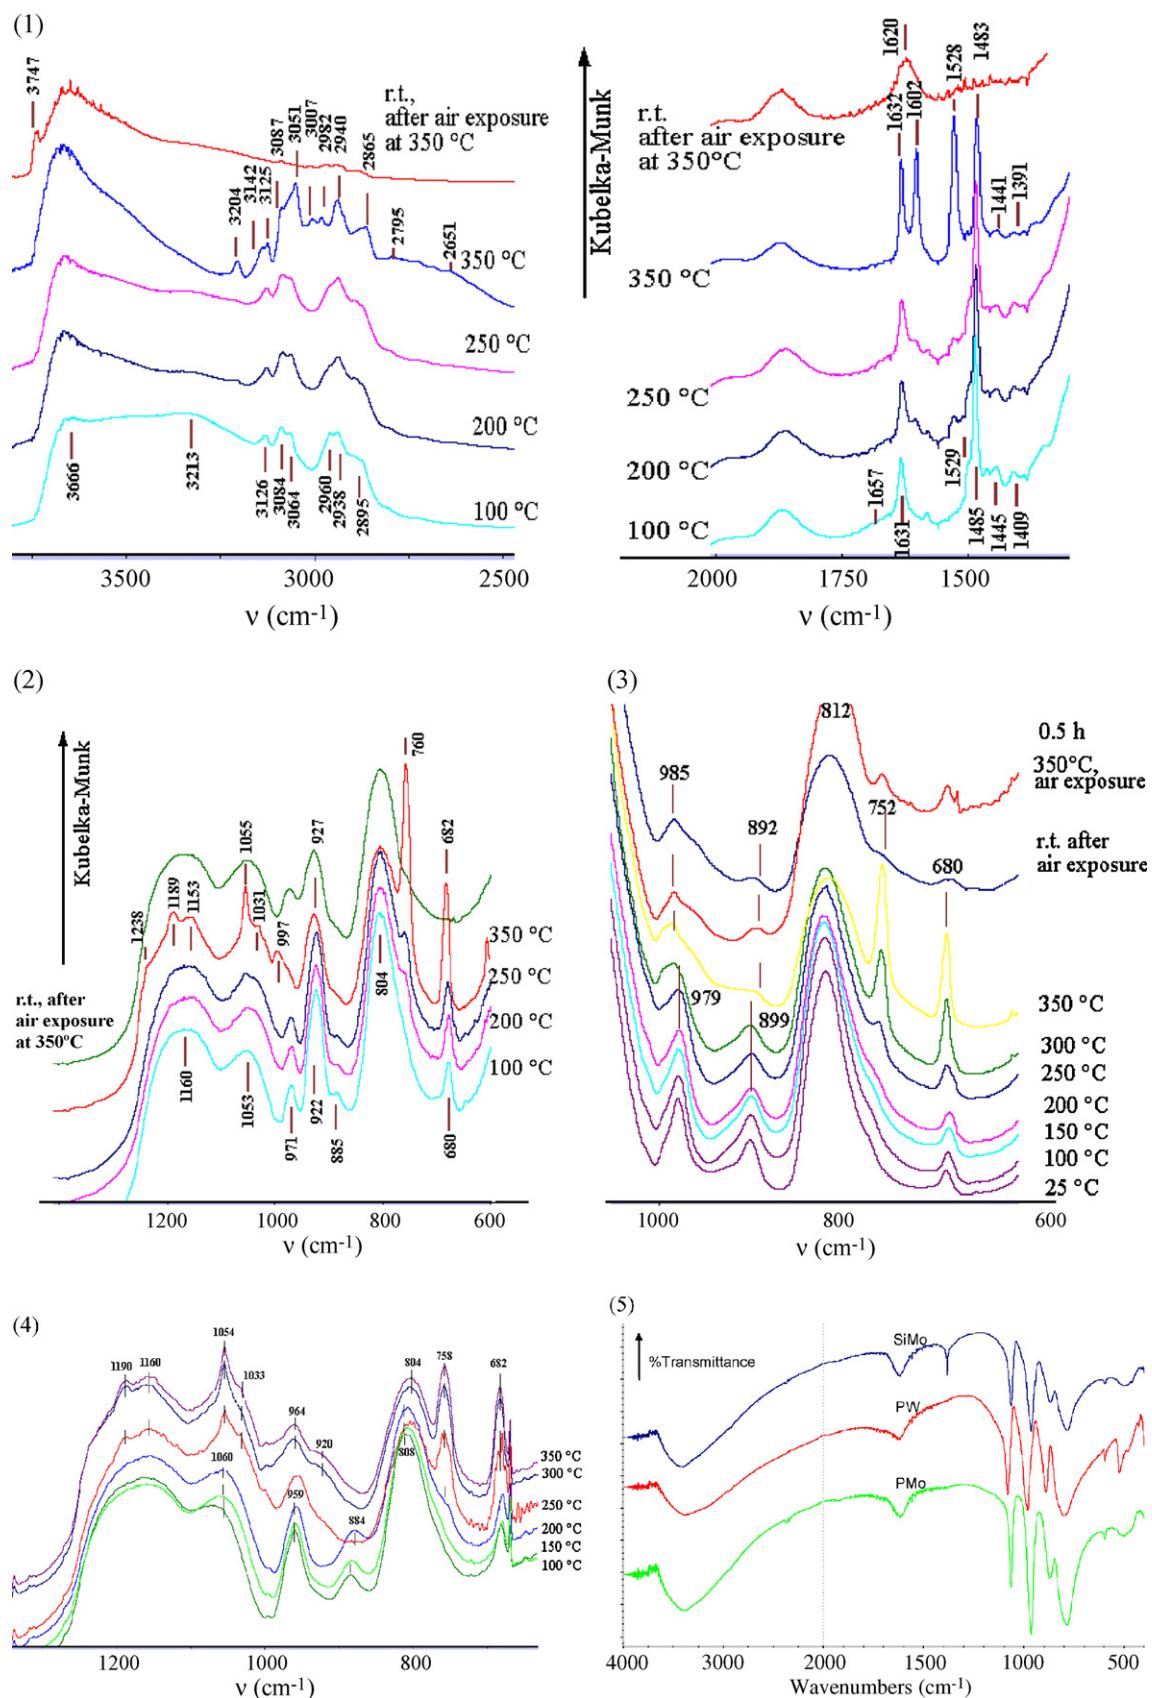 (1)
3747
r.t.,
after air exposure
at 350 °C
3204
3142
3125
3087
3051
3007
2982
2940
2865
2795
2651
350 °C
250 °C
200 °C
100 °C
3666
3213
3126
3084
3064
2960
2938
2895
3500
3000
2500
ν (cm-1)
Kubelka-Munk
r.t.
after air exposure
at 350°C
1620
1632
1602
1528
1483
1441
1391
350 °C
250 °C
200 °C
100 °C
1657
1631
1529
1485
1445
1409
2000
1750
1500
ν (cm-1)
(2)
Kubelka-Munk
r.t., after
air exposure
at 350°C
1238
1189
1153
1055
1031
997
927
760
682
804
350 °C
250 °C
200 °C
100 °C
1160
1053
971
922
885
680
1200
1000
800
600
ν (cm-1)
(3)
812
0.5 h
350°C,
air exposure
985
892
752
r.t. after
air exposure
680
979
899
350 °C
300 °C
250 °C
200 °C
150 °C
100 °C
25 °C
1000
800
600
ν (cm-1)
(4)
1190
1160
1054
1033
964
920
804
758
682
1060
959
884
808
350 °C
300 °C
250 °C
200 °C
150 °C
100 °C
1200
1000
800
ν (cm-1)
(5)
%Transmittance
SiMo
PW
PMo
4000
3000
2000
1500
1000
500
Wavenumbers (cm-1)